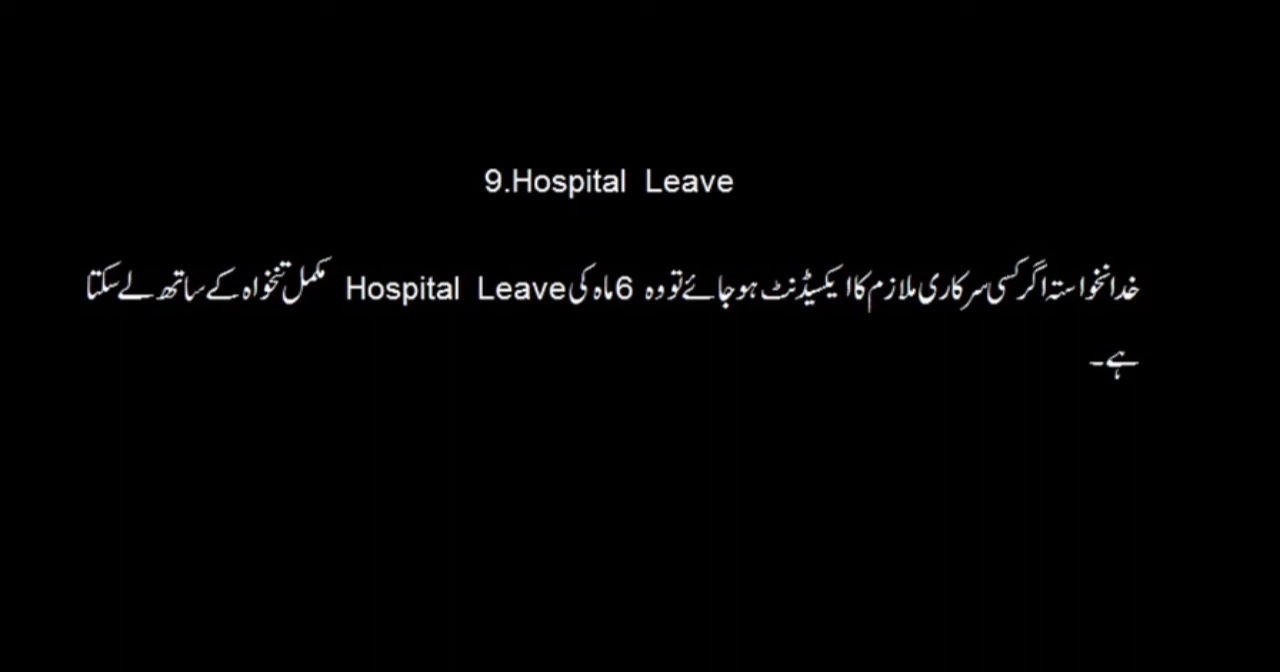 9.Hospital Leave
خدانخواستہ اگر کسی سرکاری ملازم کا ایکسیڈنٹ ہو جائے تو وہ 6 ماہ کی Hospital Leave مکمل تنخواہ کے ساتھ لے سکتا
ہے۔